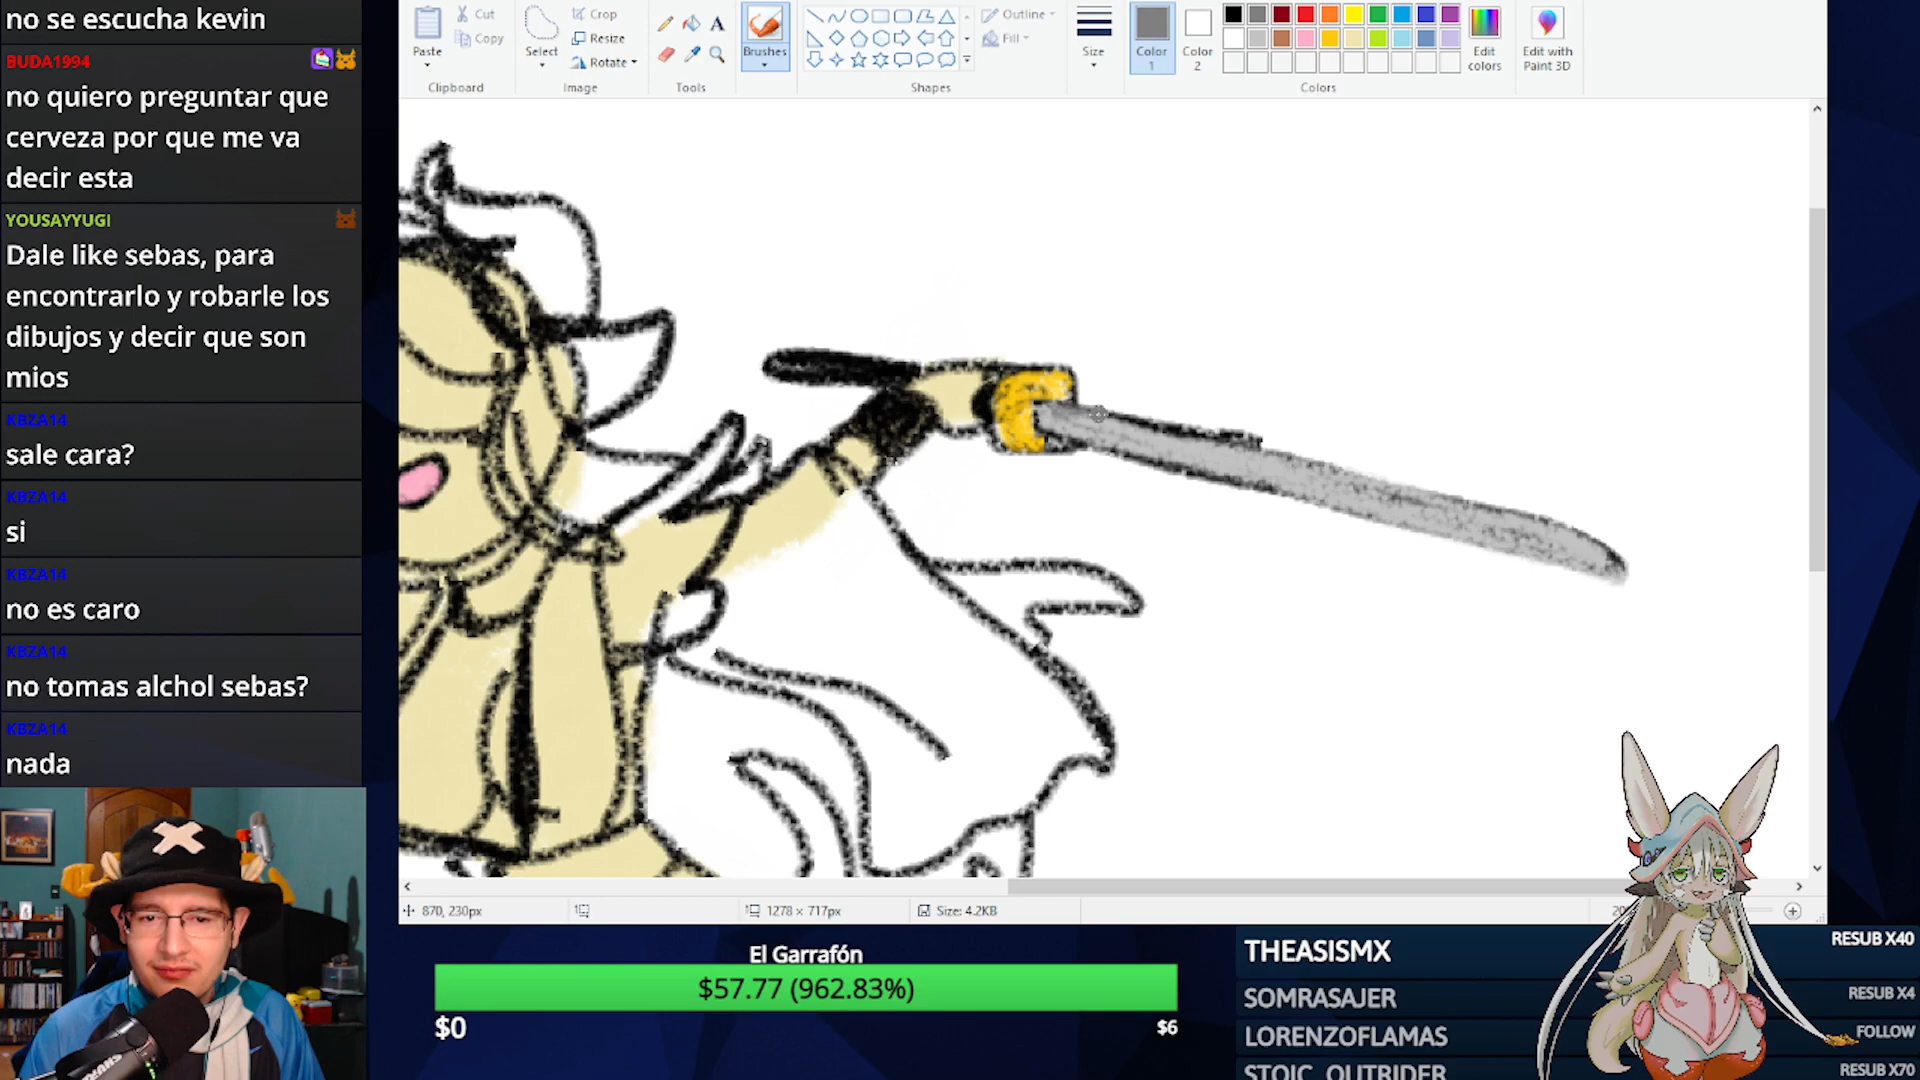 no se escucha kevin
BUDA1994
no quiero preguntar que
cerveza por que me va
decir esta
YOUSAYYUGI
Dale like sebas, para
encontrarlo y robarle los
dibujos y decir que son
mios
KBZA14
sale cara?
KBZA14
si
KBZA14
no es caro
KBZA14
no tomas alchol sebas?
KBZA14
nada
Paste
Cut
Copy
Clipboard
Select
Crop
Resize
Rotate
Image
A
Tools
Brushes
Shapes
Outline
Fill
Size
Color
1
Color
2
Edit
colors
Colors
Edit with
Paint 3D
870, 230px
1278 × 717px
Size: 4.2KB
El Garrafón
$57.77 (962.83%)
$0
$6
THEASISMX
RESUB X40
SOMRASAJER
RESUB X4
LORENZOFLAMAS
FOLLOW
STOIC_OUTRIDER
RESUB X70
SHURE